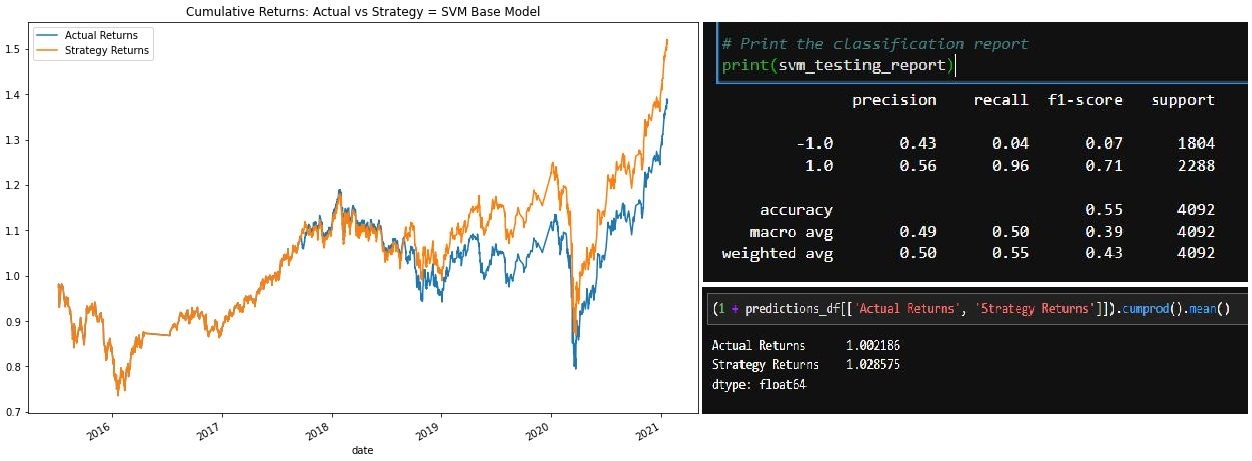 Cumulative Returns: Actual vs Strategy = SVM Base Model
Actual Returns
Strategy Returns
1.5
1.4
1.3
1.2
1.1
1.0
0.9
0.8
0.7
2016
2017
2018
2019
2020
2021
date
# Print the classification report
print(svm_testing_report)
precision recall f1-score support
-1.0 0.43 0.04 0.07 1804
1.0 0.56 0.96 0.71 2288
accuracy 0.55 4092
macro avg 0.49 0.50 0.39 4092
weighted avg 0.50 0.55 0.43 4092
(1 + predictions_df[['Actual Returns', 'Strategy Returns']]).cumprod().mean()
Actual Returns 1.002186
Strategy Returns 1.028575
dtype: float64